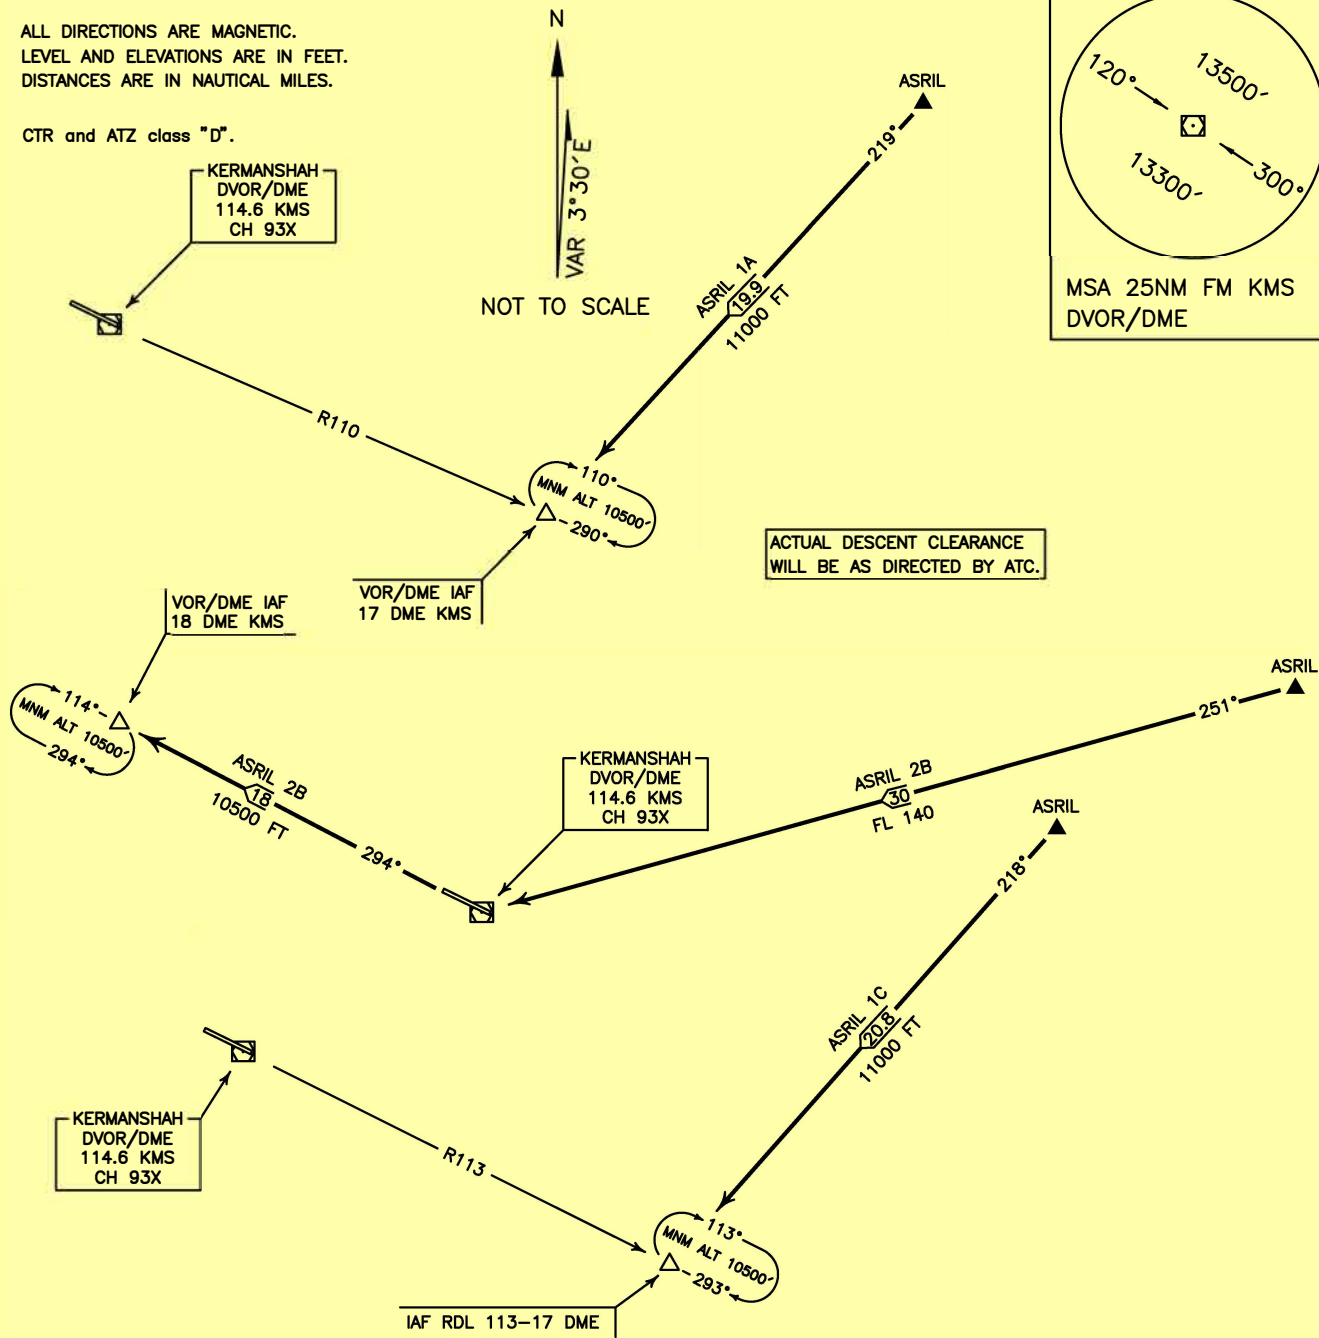 ALL DIRECTIONS ARE MAGNETIC.
LEVEL AND ELEVATIONS ARE IN FEET.
DISTANCES ARE IN NAUTICAL MILES.
CTR and ATZ class "D".
N
VAR 3°30´E
NOT TO SCALE
120°
13500´
13300´
300°
MSA 25NM FM KMS
DVOR/DME
KERMANSHAH
DVOR/DME
114.6 KMS
CH 93X
ASRIL
219°
ASRIL 1A
19.9
11000 FT
R110
110°
MNM ALT 10500´
290°
VOR/DME IAF
17 DME KMS
ACTUAL DESCENT CLEARANCE
WILL BE AS DIRECTED BY ATC.
VOR/DME IAF
18 DME KMS
114°
MNM ALT 10500´
294°
ASRIL 2B
18
10500 FT
294°
KERMANSHAH
DVOR/DME
114.6 KMS
CH 93X
ASRIL
251°
ASRIL 2B
30
FL 140
ASRIL
218°
ASRIL 1C
20.8
11000 FT
KERMANSHAH
DVOR/DME
114.6 KMS
CH 93X
R113
113°
MNM ALT 10500´
293°
IAF RDL 113-17 DME